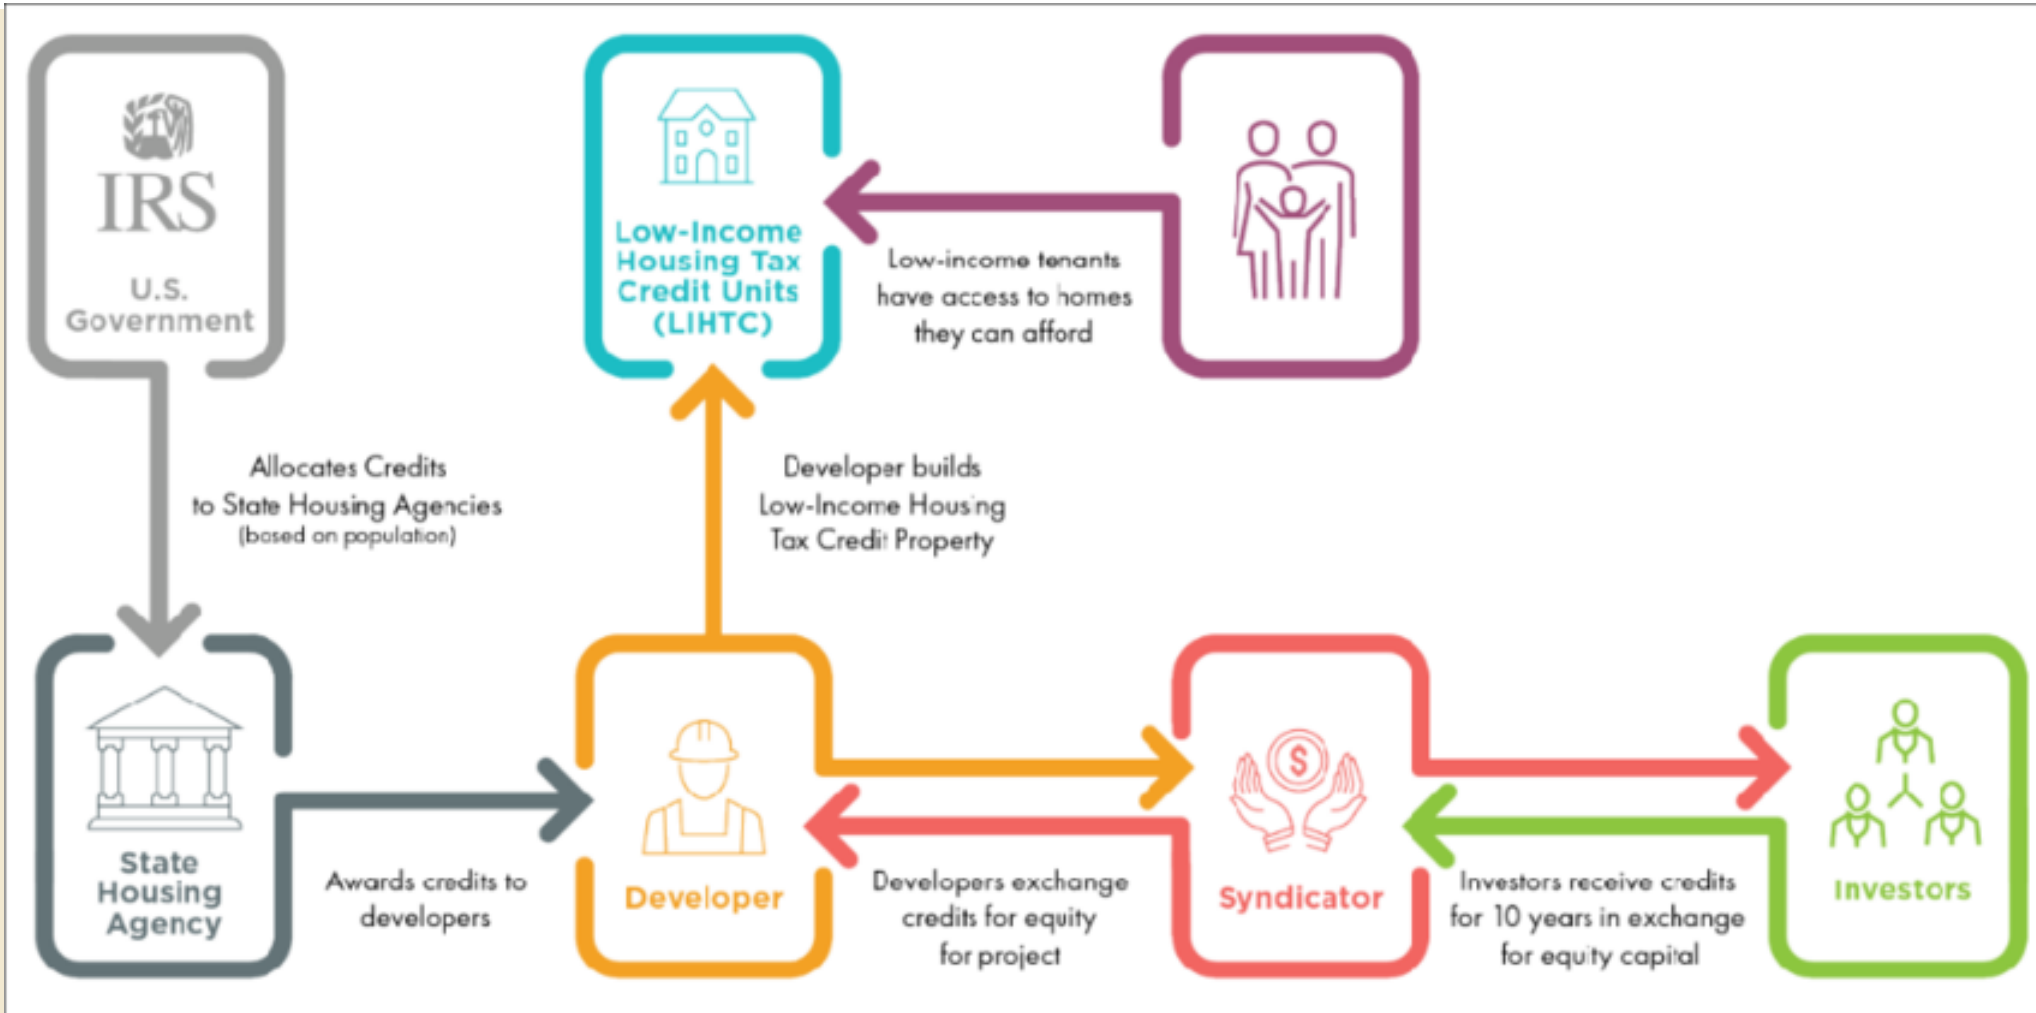 IRS
U.S.
Government
Allocates Credits
to State Housing Agencies
(based on population)
State
Housing
Agency
Awards credits to
developers
Low-Income
Housing Tax
Credit Units
(LIHTC)
Low-income tenants
have access to homes
they can afford
Developer builds
Low-Income Housing
Tax Credit Property
Developer
Developers exchange
credits for equity
for project
$
Syndicator
Investors receive credits
for 10 years in exchange
for equity capital
Investors